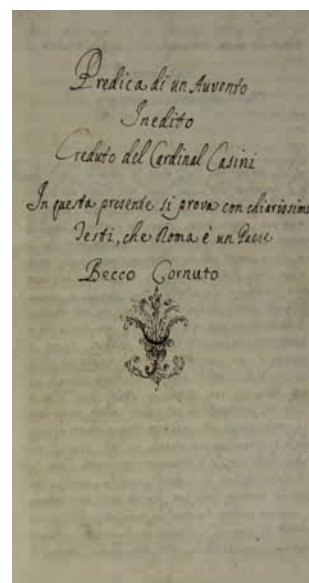 Predica di un Auvento
Inedito
Creduto del Cardinal Casini
In questa presente si prova con chiarissimi
Testi, che Roma è un Paese
Becco Cornuto